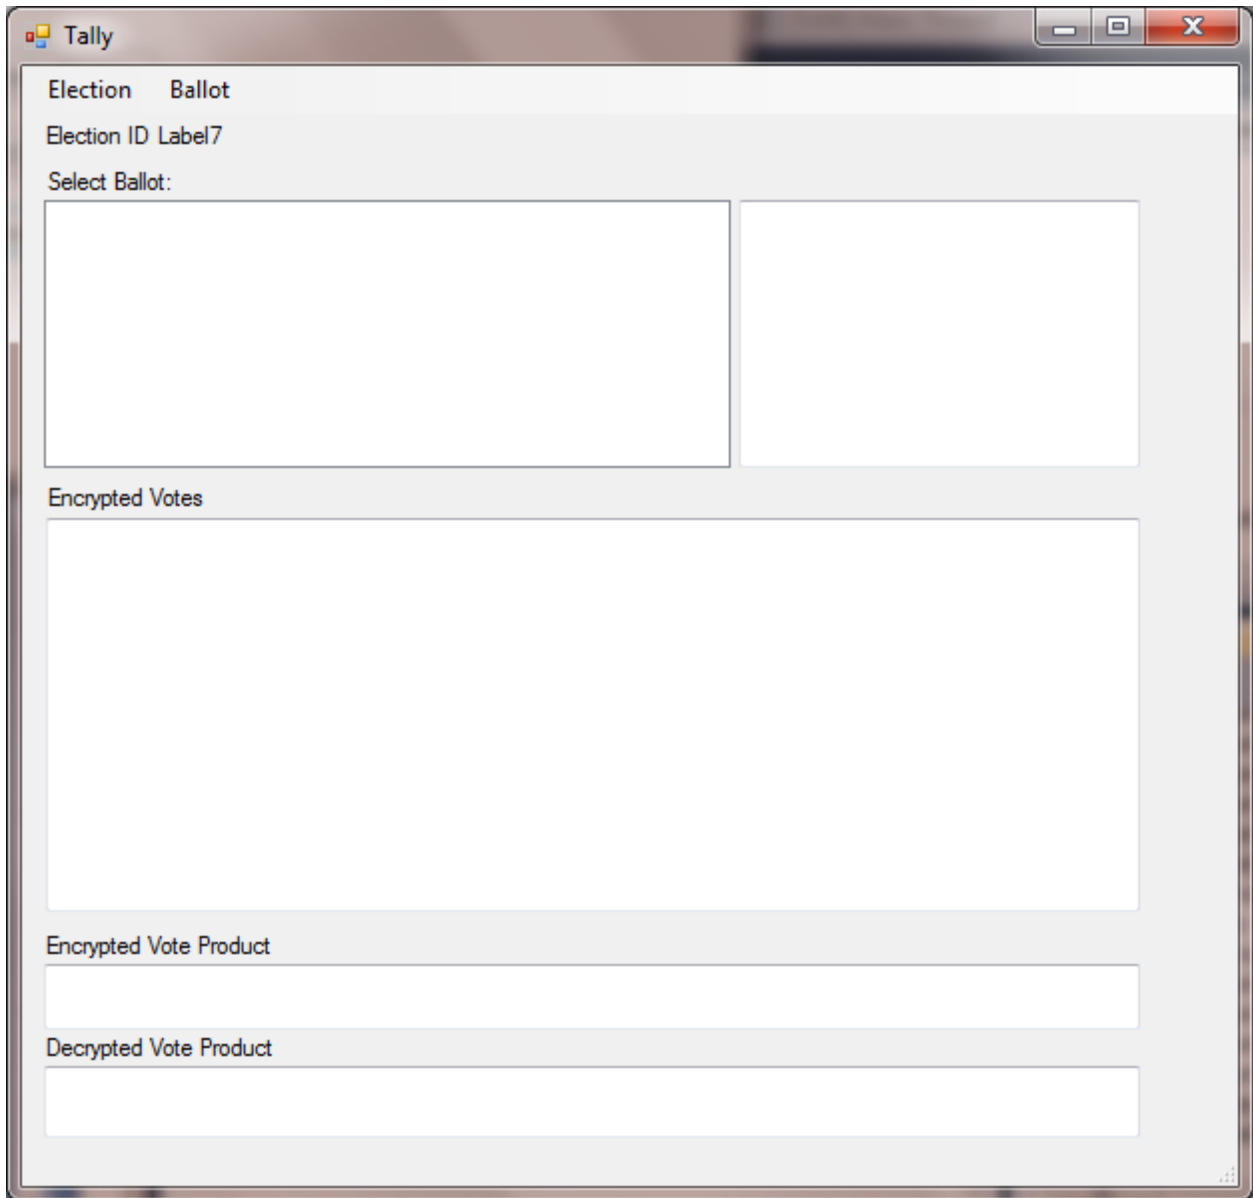 Tally
Election Ballot
Election ID Label7
Select Ballot:
Encrypted Votes
Encrypted Vote Product
Decrypted Vote Product